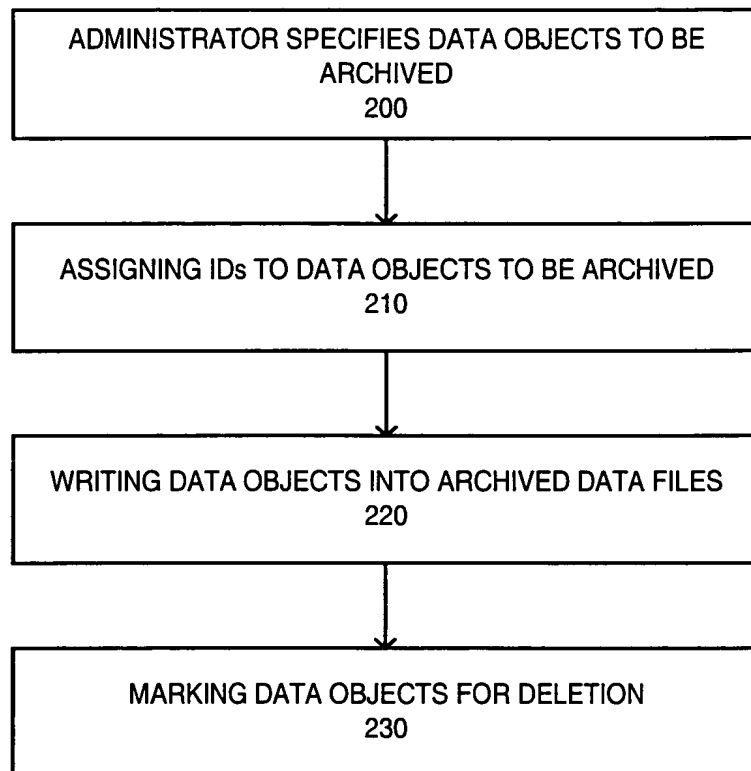 ADMINISTRATOR SPECIFIES DATA OBJECTS TO BE
ARCHIVED
200
ASSIGNING IDs TO DATA OBJECTS TO BE ARCHIVED
210
WRITING DATA OBJECTS INTO ARCHIVED DATA FILES
220
MARKING DATA OBJECTS FOR DELETION
230